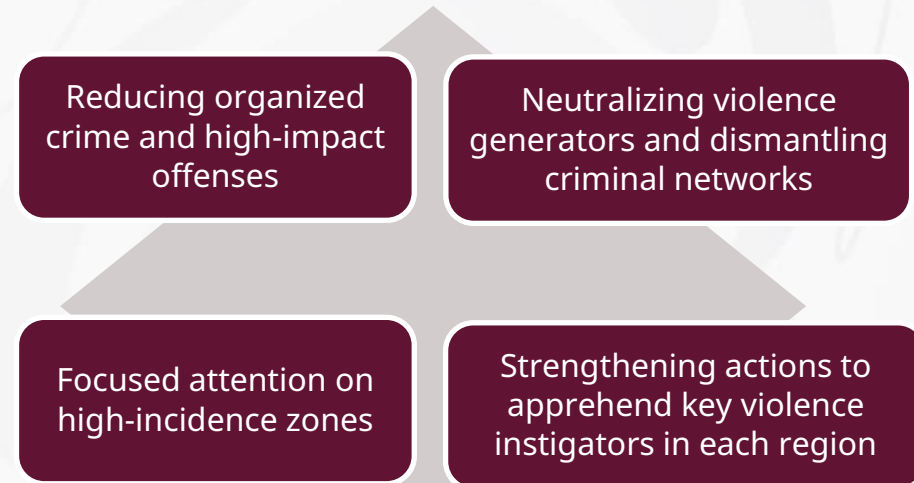 Reducing organized
crime and high-impact
offenses
Neutralizing violence
generators and dismantling
criminal networks
Focused attention on
high-incidence zones
Strengthening actions to
apprehend key violence
instigators in each region